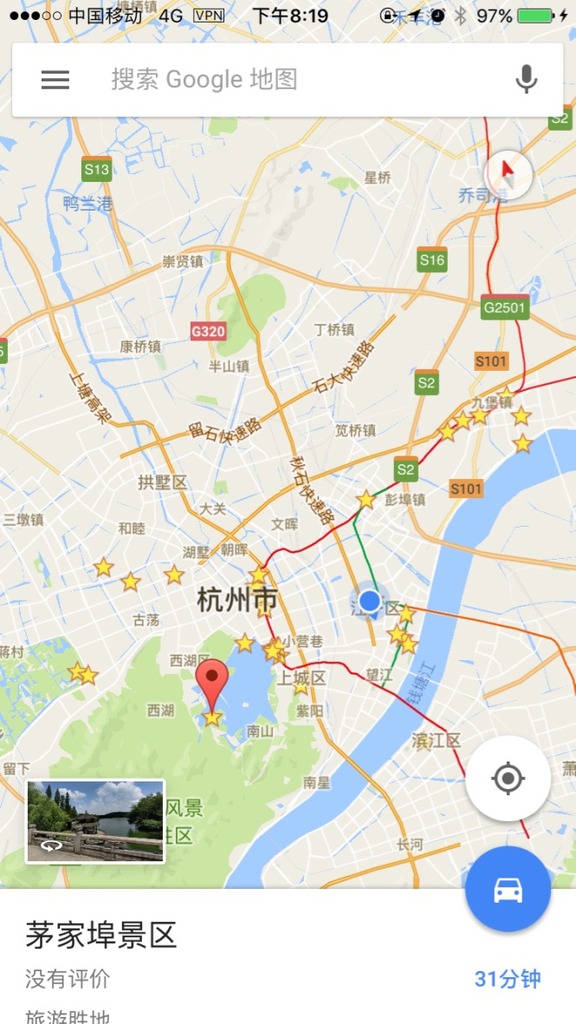 中国移动 4G VPN 下午8:19 97%
搜索 Google 地图
S2
S13
星桥
鸭兰港
乔司港
崇贤镇
S16
G2501
G320
丁桥镇
康桥镇
半山镇
石大快速路
S101
S2
上塘高架
九堡镇
留石快速路
笕桥镇
秋石快速路
S2
拱墅区
S101
彭埠镇
大关
三墩镇
和睦
文晖
湖墅
朝晖
杭州市
江干区
古荡
小营巷
蒋村
西湖区
望江
上城区
钱塘江
西湖
紫阳
南山
滨江区
留下
萧
南星
风景
胜区
长河
茅家埠景区
没有评价
31分钟
旅游胜地